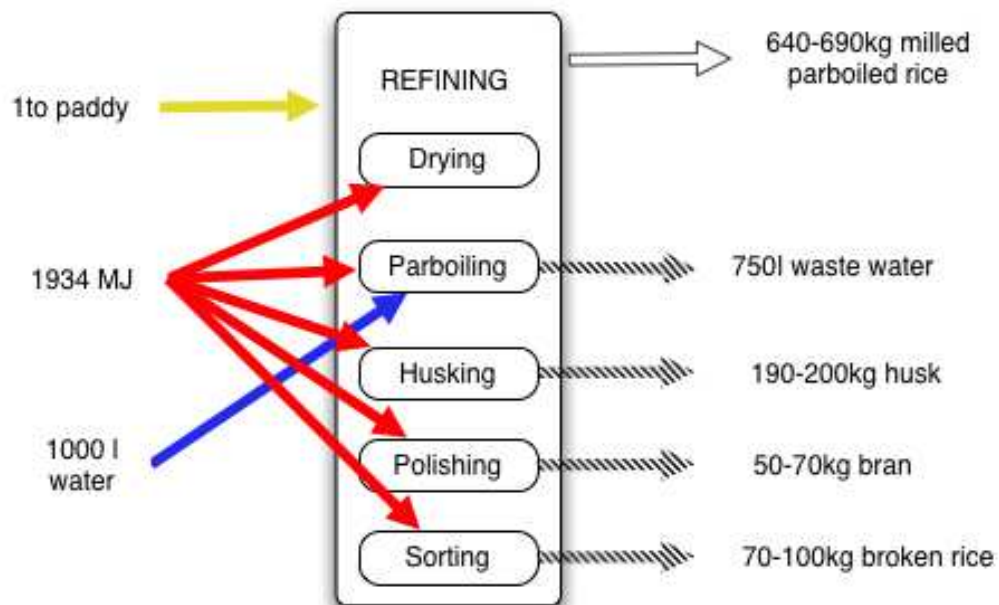 640-690kg milled
parboiled rice
REFINING
1to paddy
Drying
1934 MJ
Parboiling
750l waste water
Husking
190-200kg husk
1000 l
water
Polishing
50-70kg bran
Sorting
70-100kg broken rice